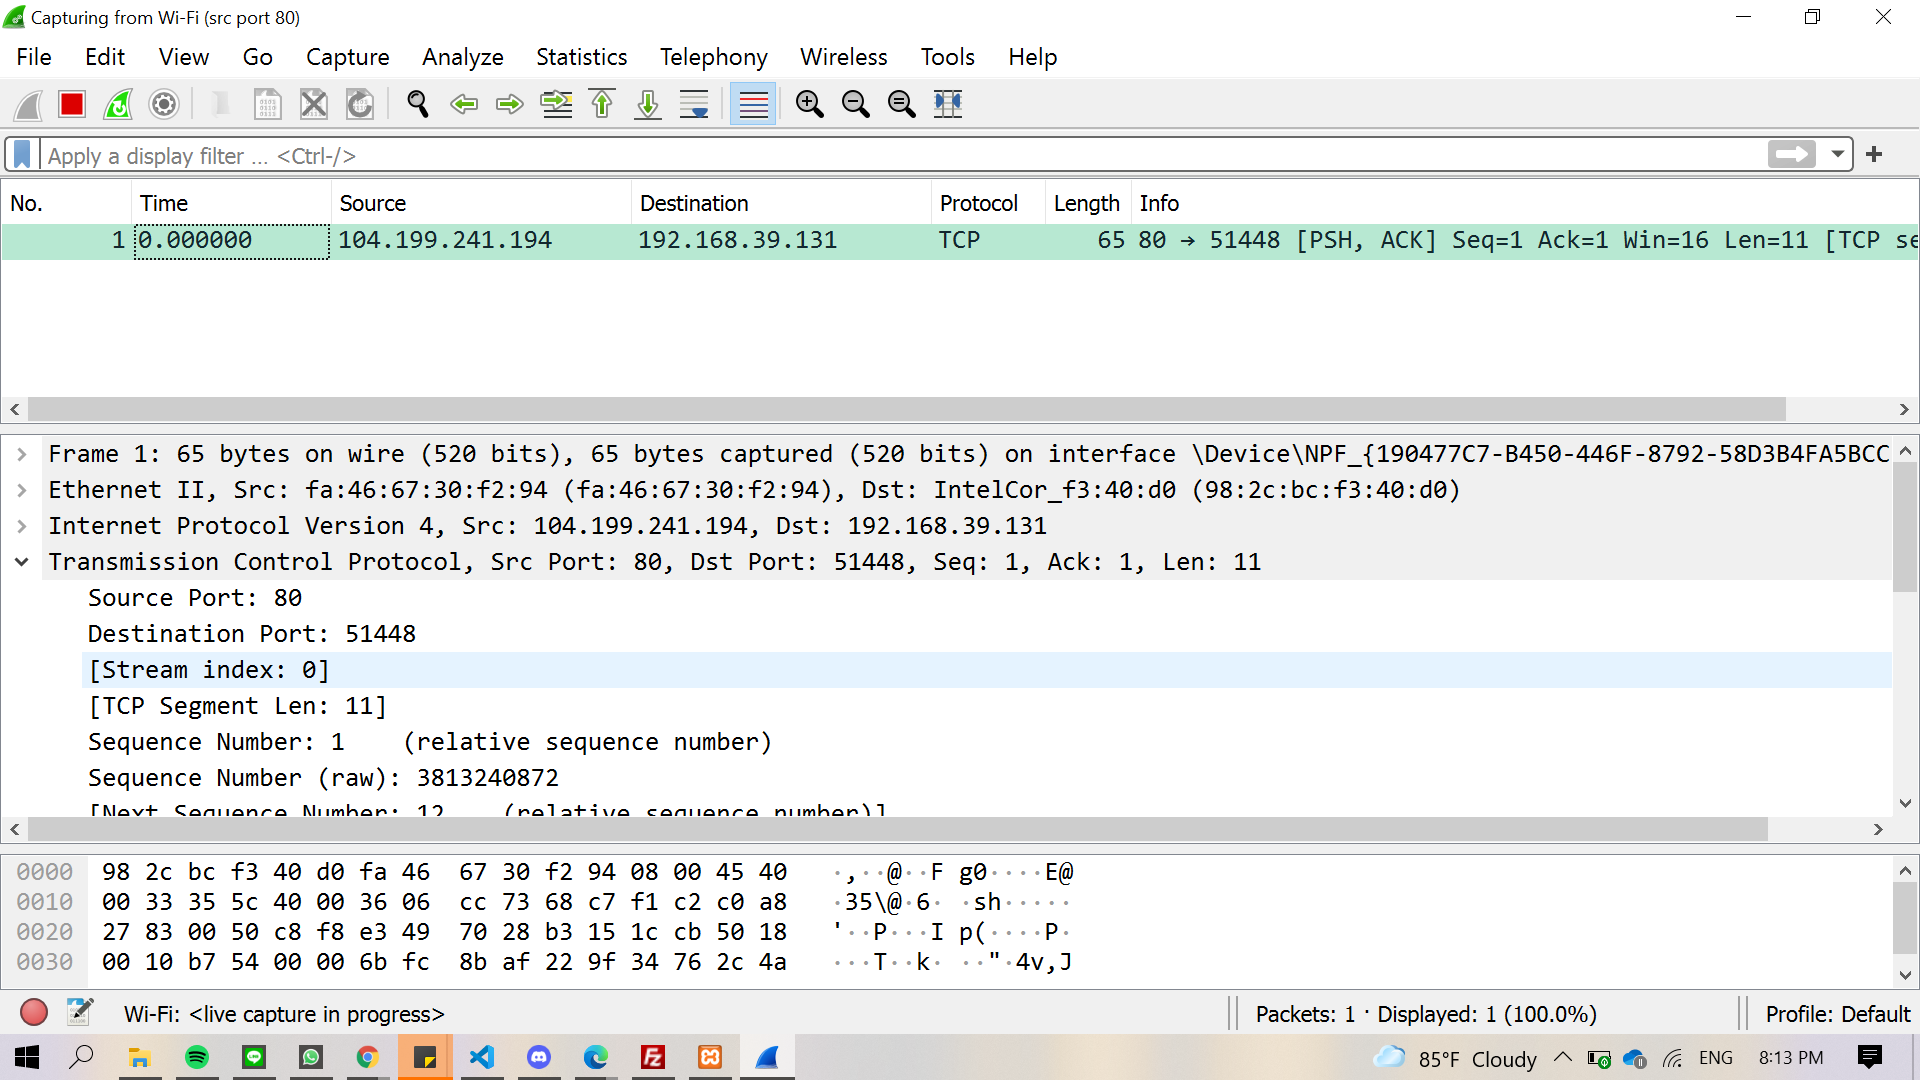 Capturing from Wi-Fi (src port 80)
File Edit View Go Capture Analyze Statistics Telephony Wireless Tools Help
Apply a display filter … <Ctrl-/>
No. Time Source Destination Protocol Length Info
1 0.000000 104.199.241.194 192.168.39.131 TCP 65 80 → 51448 [PSH, ACK] Seq=1 Ack=1 Win=16 Len=11 [TCP se
Frame 1: 65 bytes on wire (520 bits), 65 bytes captured (520 bits) on interface \Device\NPF_{190477C7-B450-446F-8792-58D3B4FA5BCC
Ethernet II, Src: fa:46:67:30:f2:94 (fa:46:67:30:f2:94), Dst: IntelCor_f3:40:d0 (98:2c:bc:f3:40:d0)
Internet Protocol Version 4, Src: 104.199.241.194, Dst: 192.168.39.131
Transmission Control Protocol, Src Port: 80, Dst Port: 51448, Seq: 1, Ack: 1, Len: 11
Source Port: 80
Destination Port: 51448
[Stream index: 0]
[TCP Segment Len: 11]
Sequence Number: 1    (relative sequence number)
Sequence Number (raw): 3813240872
[Next Sequence Number: 12    (relative sequence number)]
0000 98 2c bc f3 40 d0 fa 46 67 30 f2 94 08 00 45 40 ·,··@··F g0····E@
0010 00 33 35 5c 40 00 36 06 cc 73 68 c7 f1 c2 c0 a8 ·35\@·6· ·sh·····
0020 27 83 00 50 c8 f8 e3 49 70 28 b3 15 1c cb 50 18 '··P···I p(····P·
0030 00 10 b7 54 00 00 6b fc 8b af 22 9f 34 76 2c 4a ···T··k· ··"·4v,J
Wi-Fi: <live capture in progress> Packets: 1 · Displayed: 1 (100.0%) Profile: Default
85°F Cloudy ENG 8:13 PM